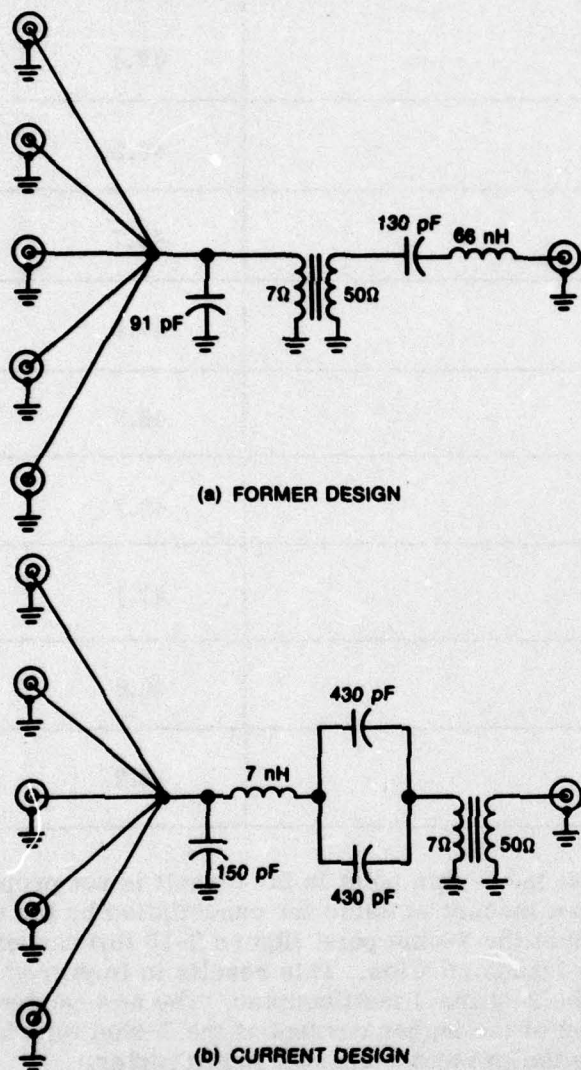 130 pF
66 nH
7Ω
50Ω
91 pF
(a) FORMER DESIGN
430 pF
7 nH
7Ω
50Ω
150 pF
430 pF
(b) CURRENT DESIGN